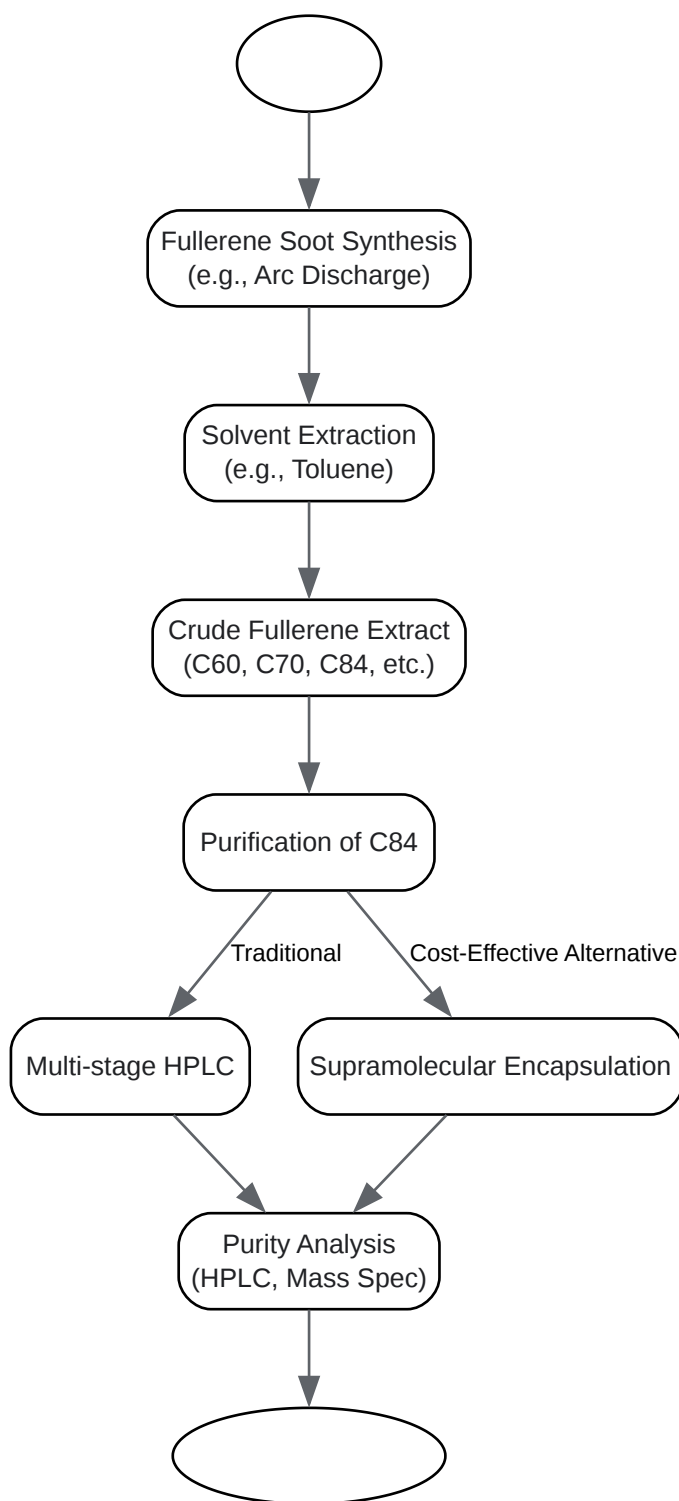 Fullerene Soot Synthesis
(e.g., Arc Discharge)
Solvent Extraction
(e.g., Toluene)
Crude Fullerene Extract
(C60, C70, C84, etc.)
Purification of C84
Traditional
Cost-Effective Alternative
Multi-stage HPLC
Supramolecular Encapsulation
Purity Analysis
(HPLC, Mass Spec)